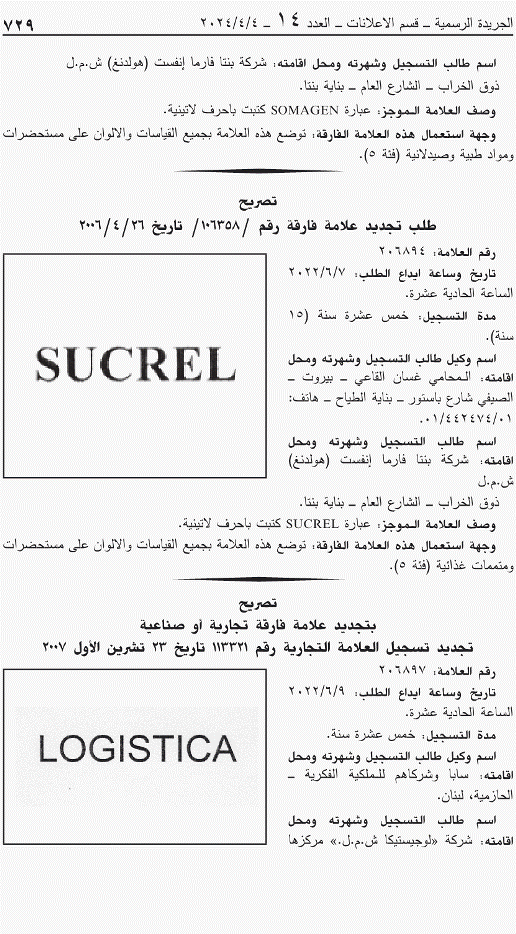 الجريدة الرسمية – قسم الاعلانات – العدد ١٤ – ٢٠٢٤/٤/٤ ٧٢٩
اسم طالب التسجيل وشهرته ومحل اقامته: شركة بنتا فارما إنفست (هولدنغ) ش.م.ل
ذوق الخراب – الشارع العام – بناية بنتا.
وصف العلامة الموجز: عبارة SOMAGEN كتبت باحرف لاتينية.
وجهة استعمال هذه العلامة الفارقة: توضع هذه العلامة بجميع القياسات والالوان على مستحضرات
ومواد طبية وصيدلانية (فئة ٥).
تصريح
طلب تجديد علامة فارقة رقم /١٠٦٣٥٨/ تاريخ ٢٠٠٦/٤/٢٦
رقم العلامة: ٢٠٦٨٩٤
تاريخ وساعة ايداع الطلب: ٢٠٢٢/٦/٧
الساعة الحادية عشرة.
مدة التسجيل: خمس عشرة سنة (١٥
سنة).
اسم وكيل طالب التسجيل وشهرته ومحل
اقامته: المحامي غسان القاعي – بيروت –
الصيفي شارع باستور – بناية الطياح – هاتف:
٠١/٤٤٢٤٧٤/٠١.
اسم طالب التسجيل وشهرته ومحل
اقامته: شركة بنتا فارما إنفست (هولدنغ)
ش.م.ل
SUCREL
ذوق الخراب – الشارع العام – بناية بنتا.
وصف العلامة الموجز: عبارة SUCREL كتبت باحرف لاتينية.
وجهة استعمال هذه العلامة الفارقة: توضع هذه العلامة بجميع القياسات والالوان على مستحضرات
ومتممات غذائية (فئة ٥).
تصريح
بتجديد علامة فارقة تجارية أو صناعية
تجديد تسجيل العلامة التجارية رقم ١١٣٣٢١ تاريخ ٢٣ تشرين الأول ٢٠٠٧
رقم العلامة: ٢٠٦٨٩٧
تاريخ وساعة ايداع الطلب: ٢٠٢٢/٦/٩
الساعة الحادية عشرة.
مدة التسجيل: خمس عشرة سنة.
اسم وكيل طالب التسجيل وشهرته ومحل
اقامته: سابا وشركاهم للملكية الفكرية –
الحازمية، لبنان.
اسم طالب التسجيل وشهرته ومحل
اقامته: شركة «لوجيستيكا ش.م.ل.» مركزها
LOGISTICA